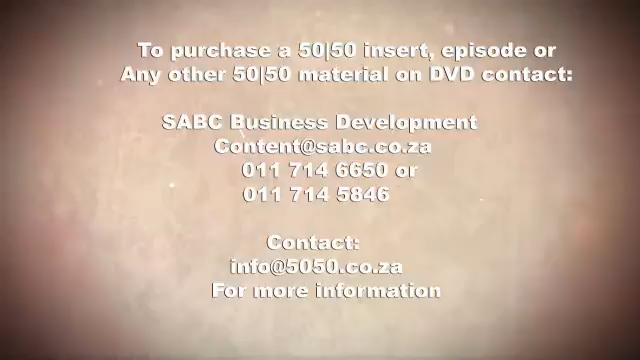 To purchase a 50|50 insert, episode or
Any other 50|50 material on DVD contact:
SABC Business Development
Content@sabc.co.za
011 714 6650 or
011 714 5846
Contact:
info@5050.co.za
For more information